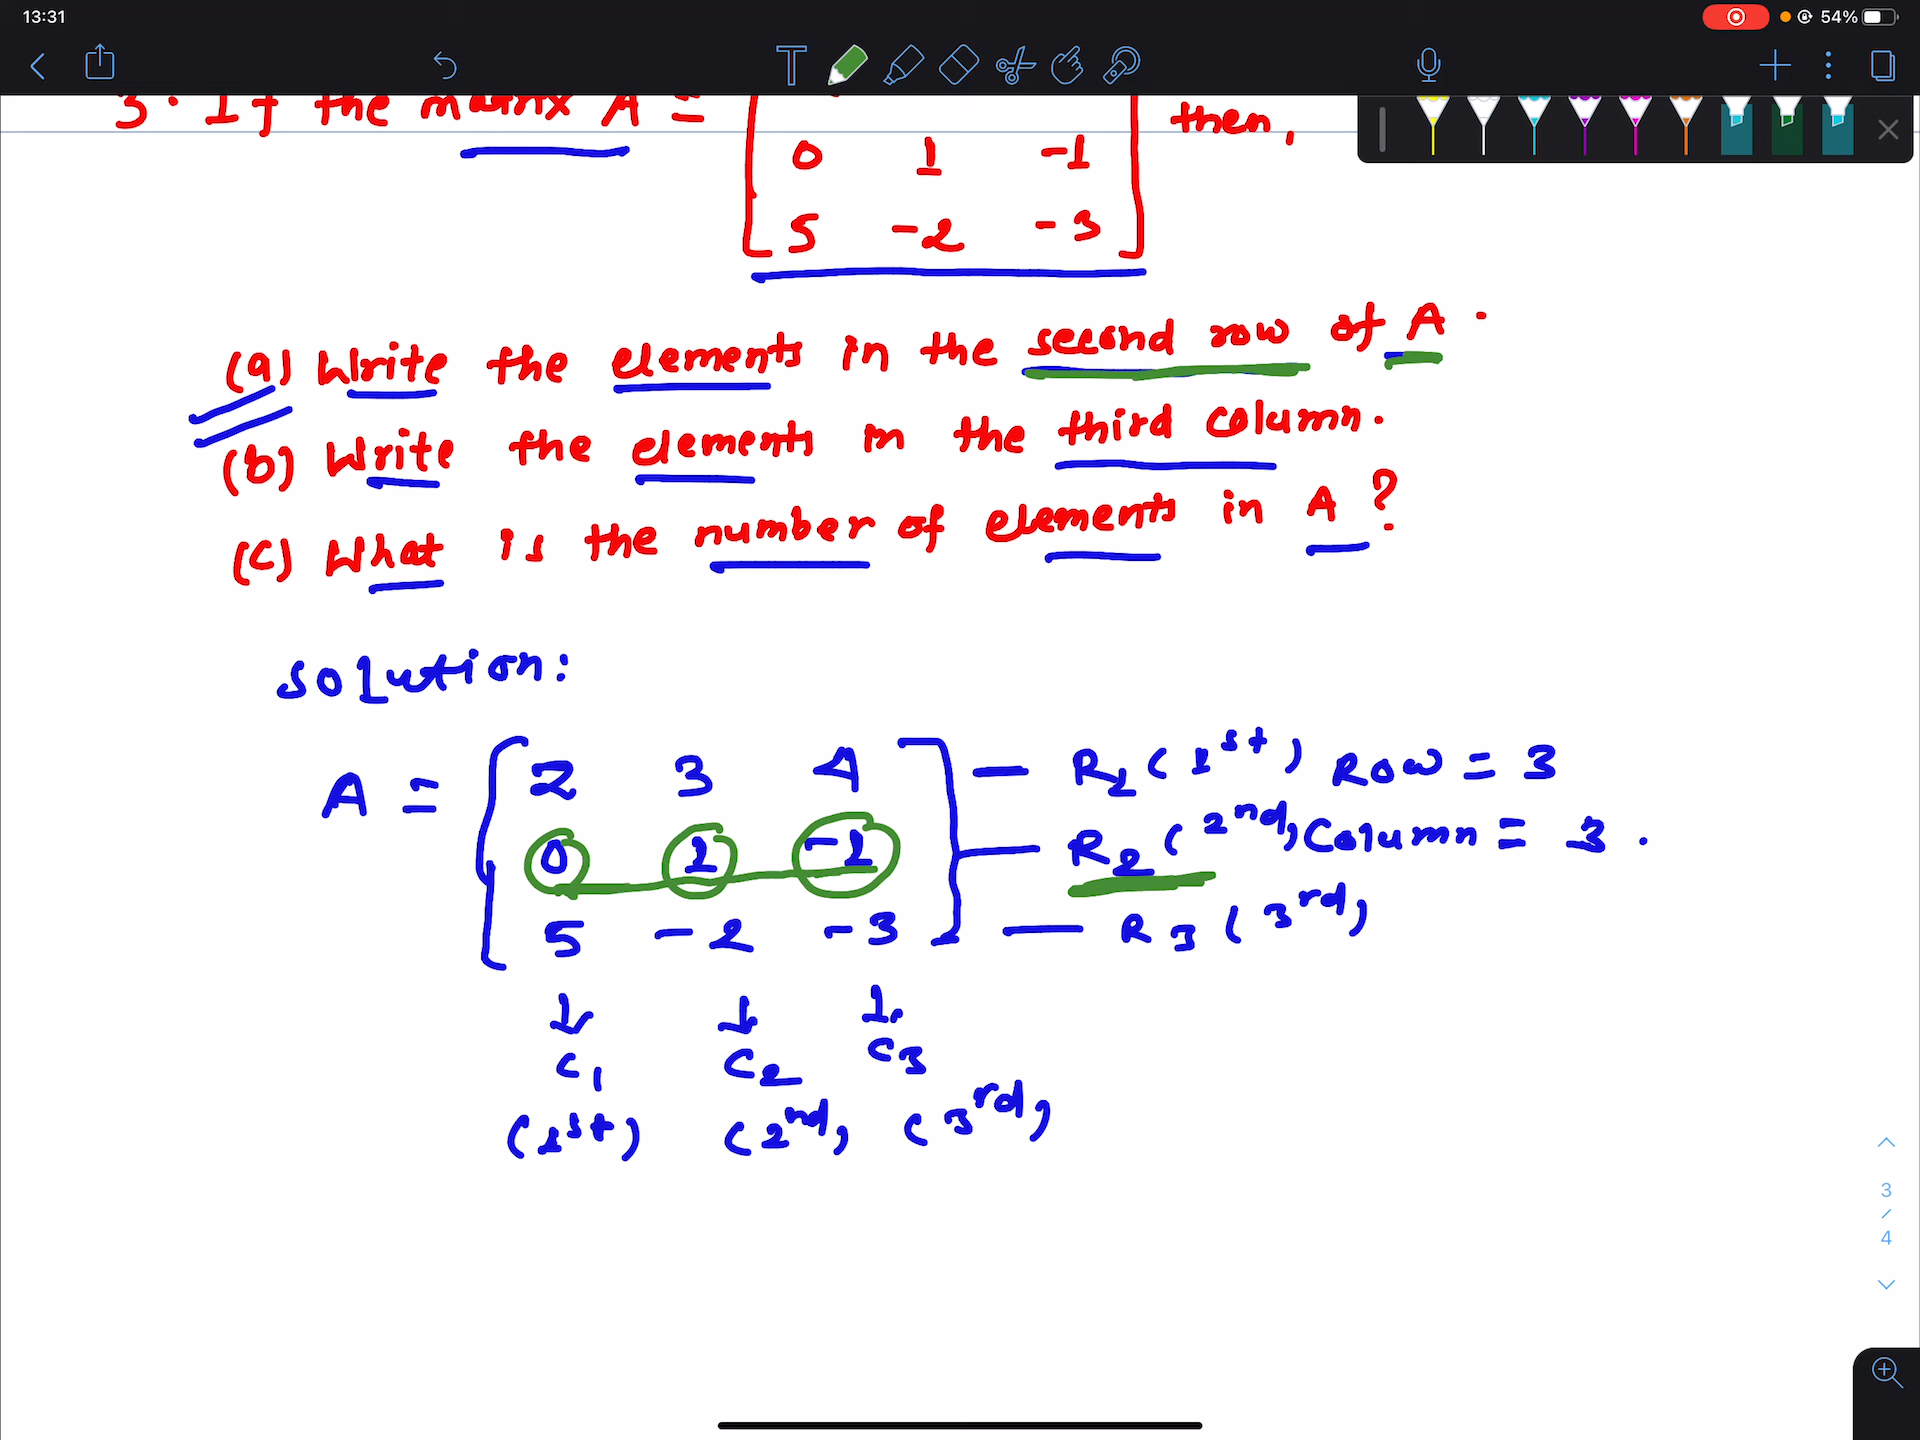 13:31 54%
3. If the matrix A = then,
0 1 -1
5 -2 -3
(a) Write the elements in the second row of A.
(b) Write the elements in the third column.
(c) What is the number of elements in A?
Solution:
A = 2 3 4 — R1 (1st) Row = 3
0 1 -1 — R2 (2nd) Column = 3.
5 -2 -3 — R3 (3rd)
↓ ↓ ↓
C1 C2 C3
(1st) (2nd) (3rd)
3
/
4